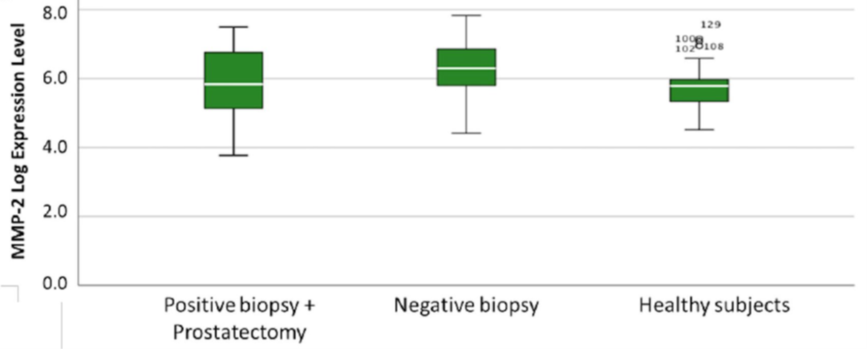 MMP-2 Log Expression Level
8.0
6.0
4.0
2.0
0.0
129
102
108
Positive biopsy +
Prostatectomy
Negative biopsy
Healthy subjects